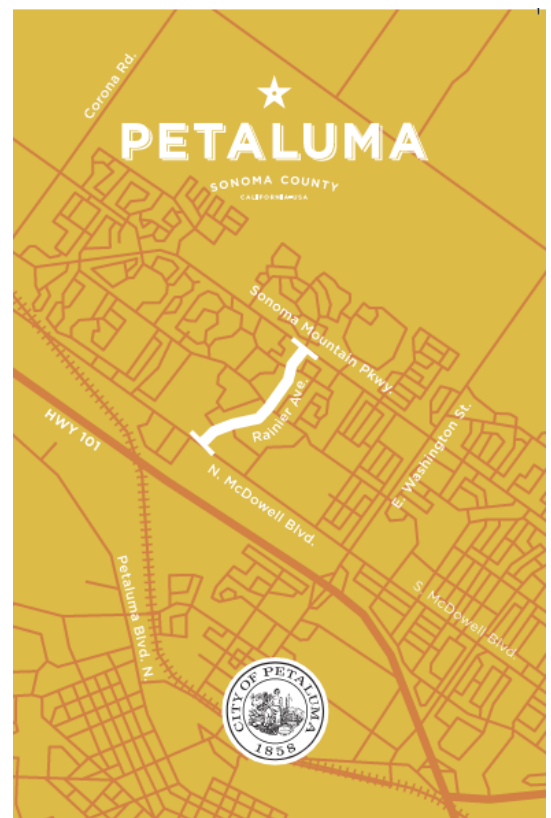 Corona Rd.
PETALUMA
SONOMA COUNTY
CALIFORNIA•USA
Sonoma Mountain Pkwy.
Rainier Ave.
E. Washington St.
HWY 101
N. McDowell Blvd.
Petaluma Blvd. N.
S. McDowell Blvd.
CITY OF PETALUMA
1858